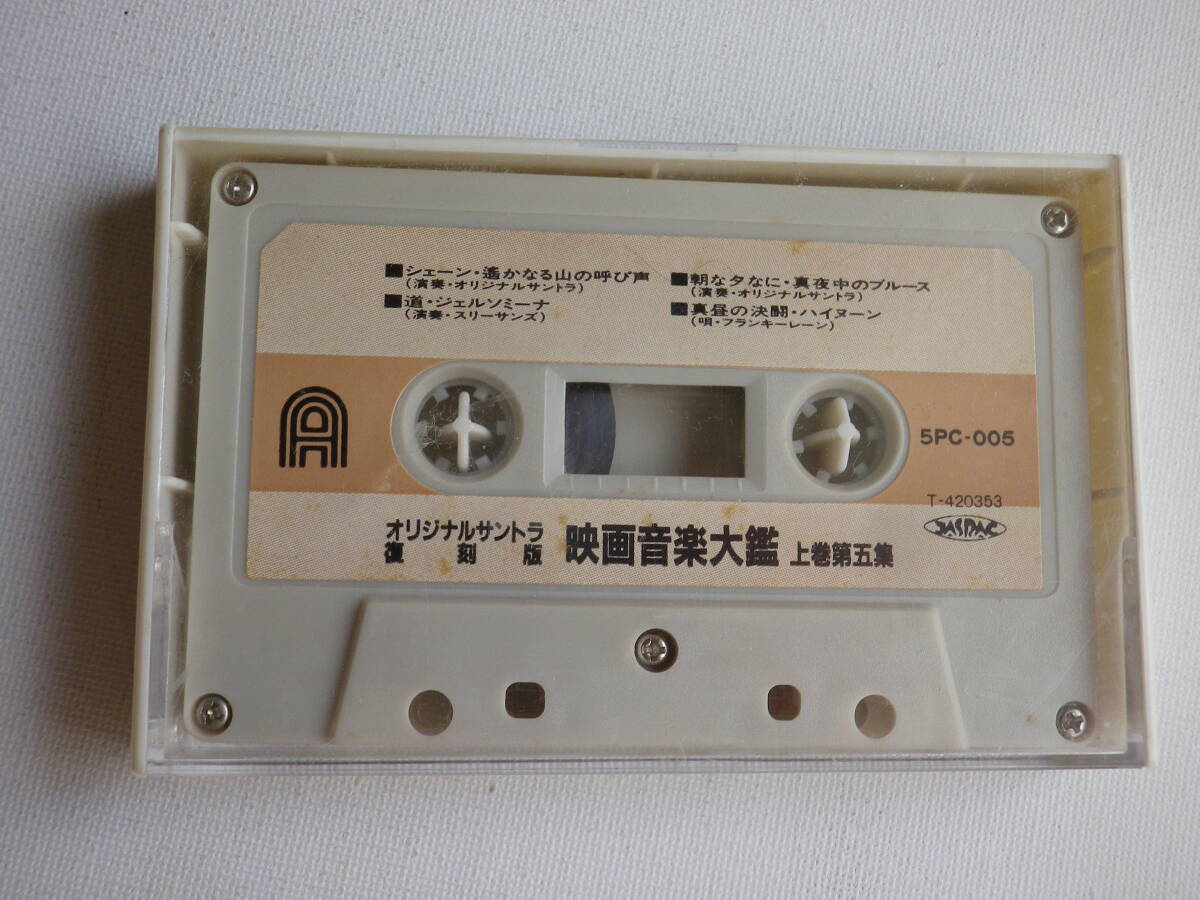 ■シェーン・遙かなる山の呼び声
(演奏・オリジナルサントラ)
■道・ジェルソミーナ
(演奏・スリーサンズ)
■朝な夕なに・真夜中のブルース
(演奏・オリジナルサントラ)
■真昼の決闘・ハイヌーン
(唄・フランキーレーン)
A
5PC-005
T-420353
JASRAC
オリジナルサントラ
復刻版
映画音楽大鑑 上巻第五集